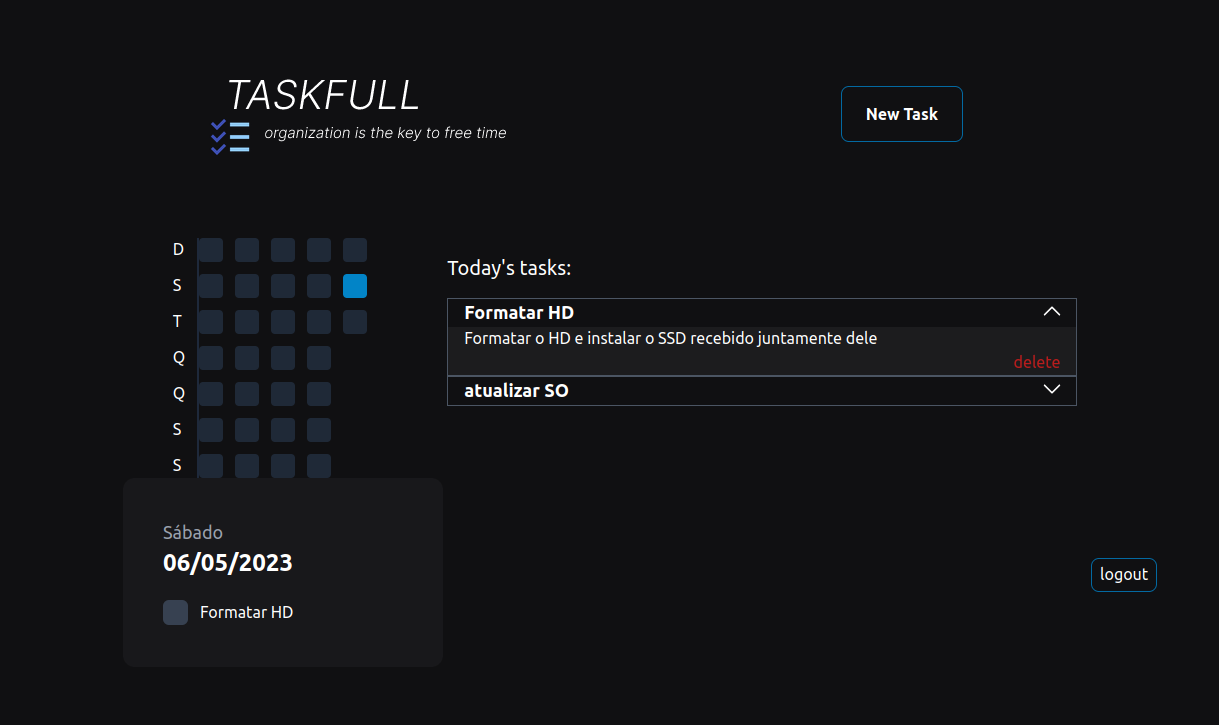 TASKFULL
organization is the key to free time
New Task
D
S
T
Q
Q
S
S
Today's tasks:
Formatar HD
Formatar o HD e instalar o SSD recebido juntamente dele
delete
atualizar SO
Sábado
06/05/2023
Formatar HD
logout